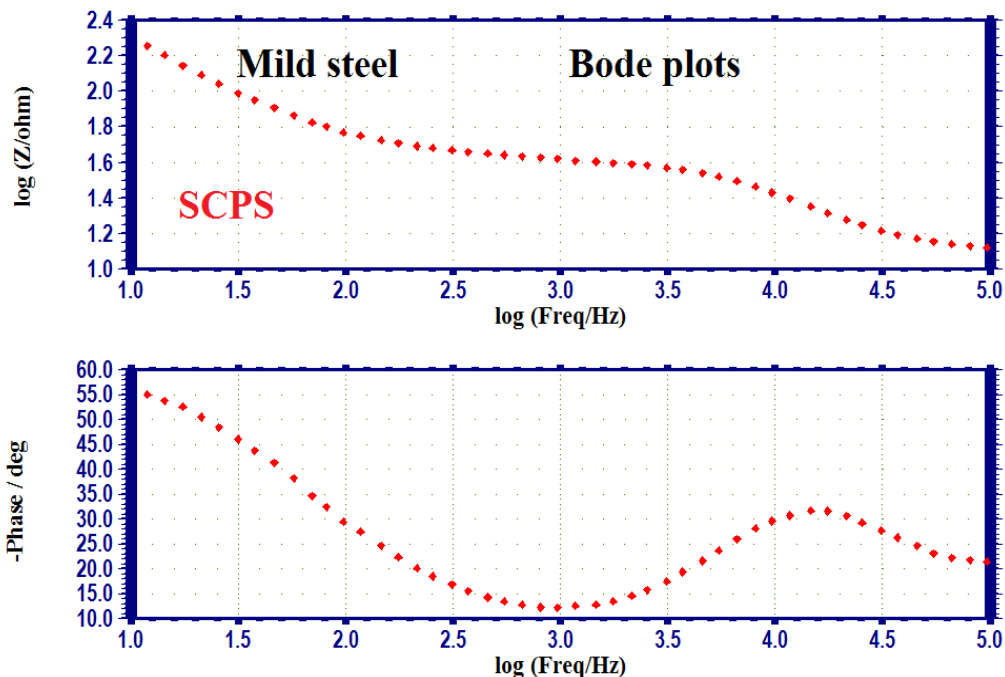 2.4
Mild steel Bode plots
2.2
2.0
1.8
log (Z/ohm)
1.6
1.4
SCPS
1.2
1.0
1.0 1.5 2.0 2.5 3.0 3.5 4.0 4.5 5.0
log (Freq/Hz)
60.0
55.0
50.0
45.0
40.0
-Phase / deg
35.0
30.0
25.0
20.0
15.0
10.0
1.0 1.5 2.0 2.5 3.0 3.5 4.0 4.5 5.0
log (Freq/Hz)